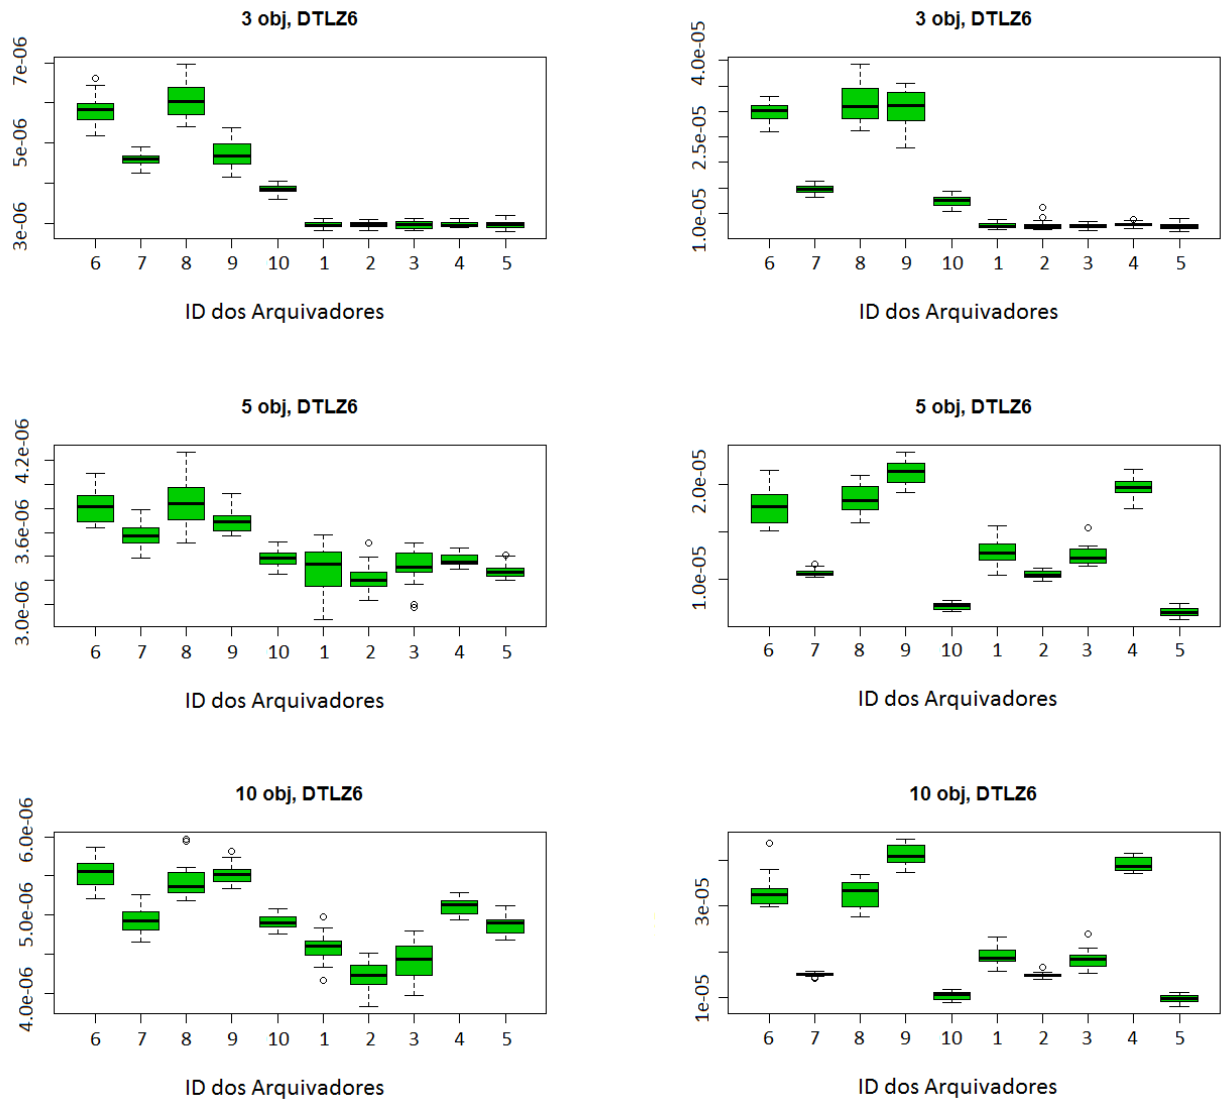 3 obj, DTLZ6
7e-06
5e-06
3e-06
6 7 8 9 10 1 2 3 4 5
ID dos Arquivadores
3 obj, DTLZ6
4.0e-05
2.5e-05
1.0e-05
6 7 8 9 10 1 2 3 4 5
ID dos Arquivadores
5 obj, DTLZ6
4.2e-06
3.6e-06
3.0e-06
6 7 8 9 10 1 2 3 4 5
ID dos Arquivadores
5 obj, DTLZ6
2.0e-05
1.0e-05
6 7 8 9 10 1 2 3 4 5
ID dos Arquivadores
10 obj, DTLZ6
6.0e-06
5.0e-06
4.0e-06
6 7 8 9 10 1 2 3 4 5
ID dos Arquivadores
10 obj, DTLZ6
3e-05
1e-05
6 7 8 9 10 1 2 3 4 5
ID dos Arquivadores